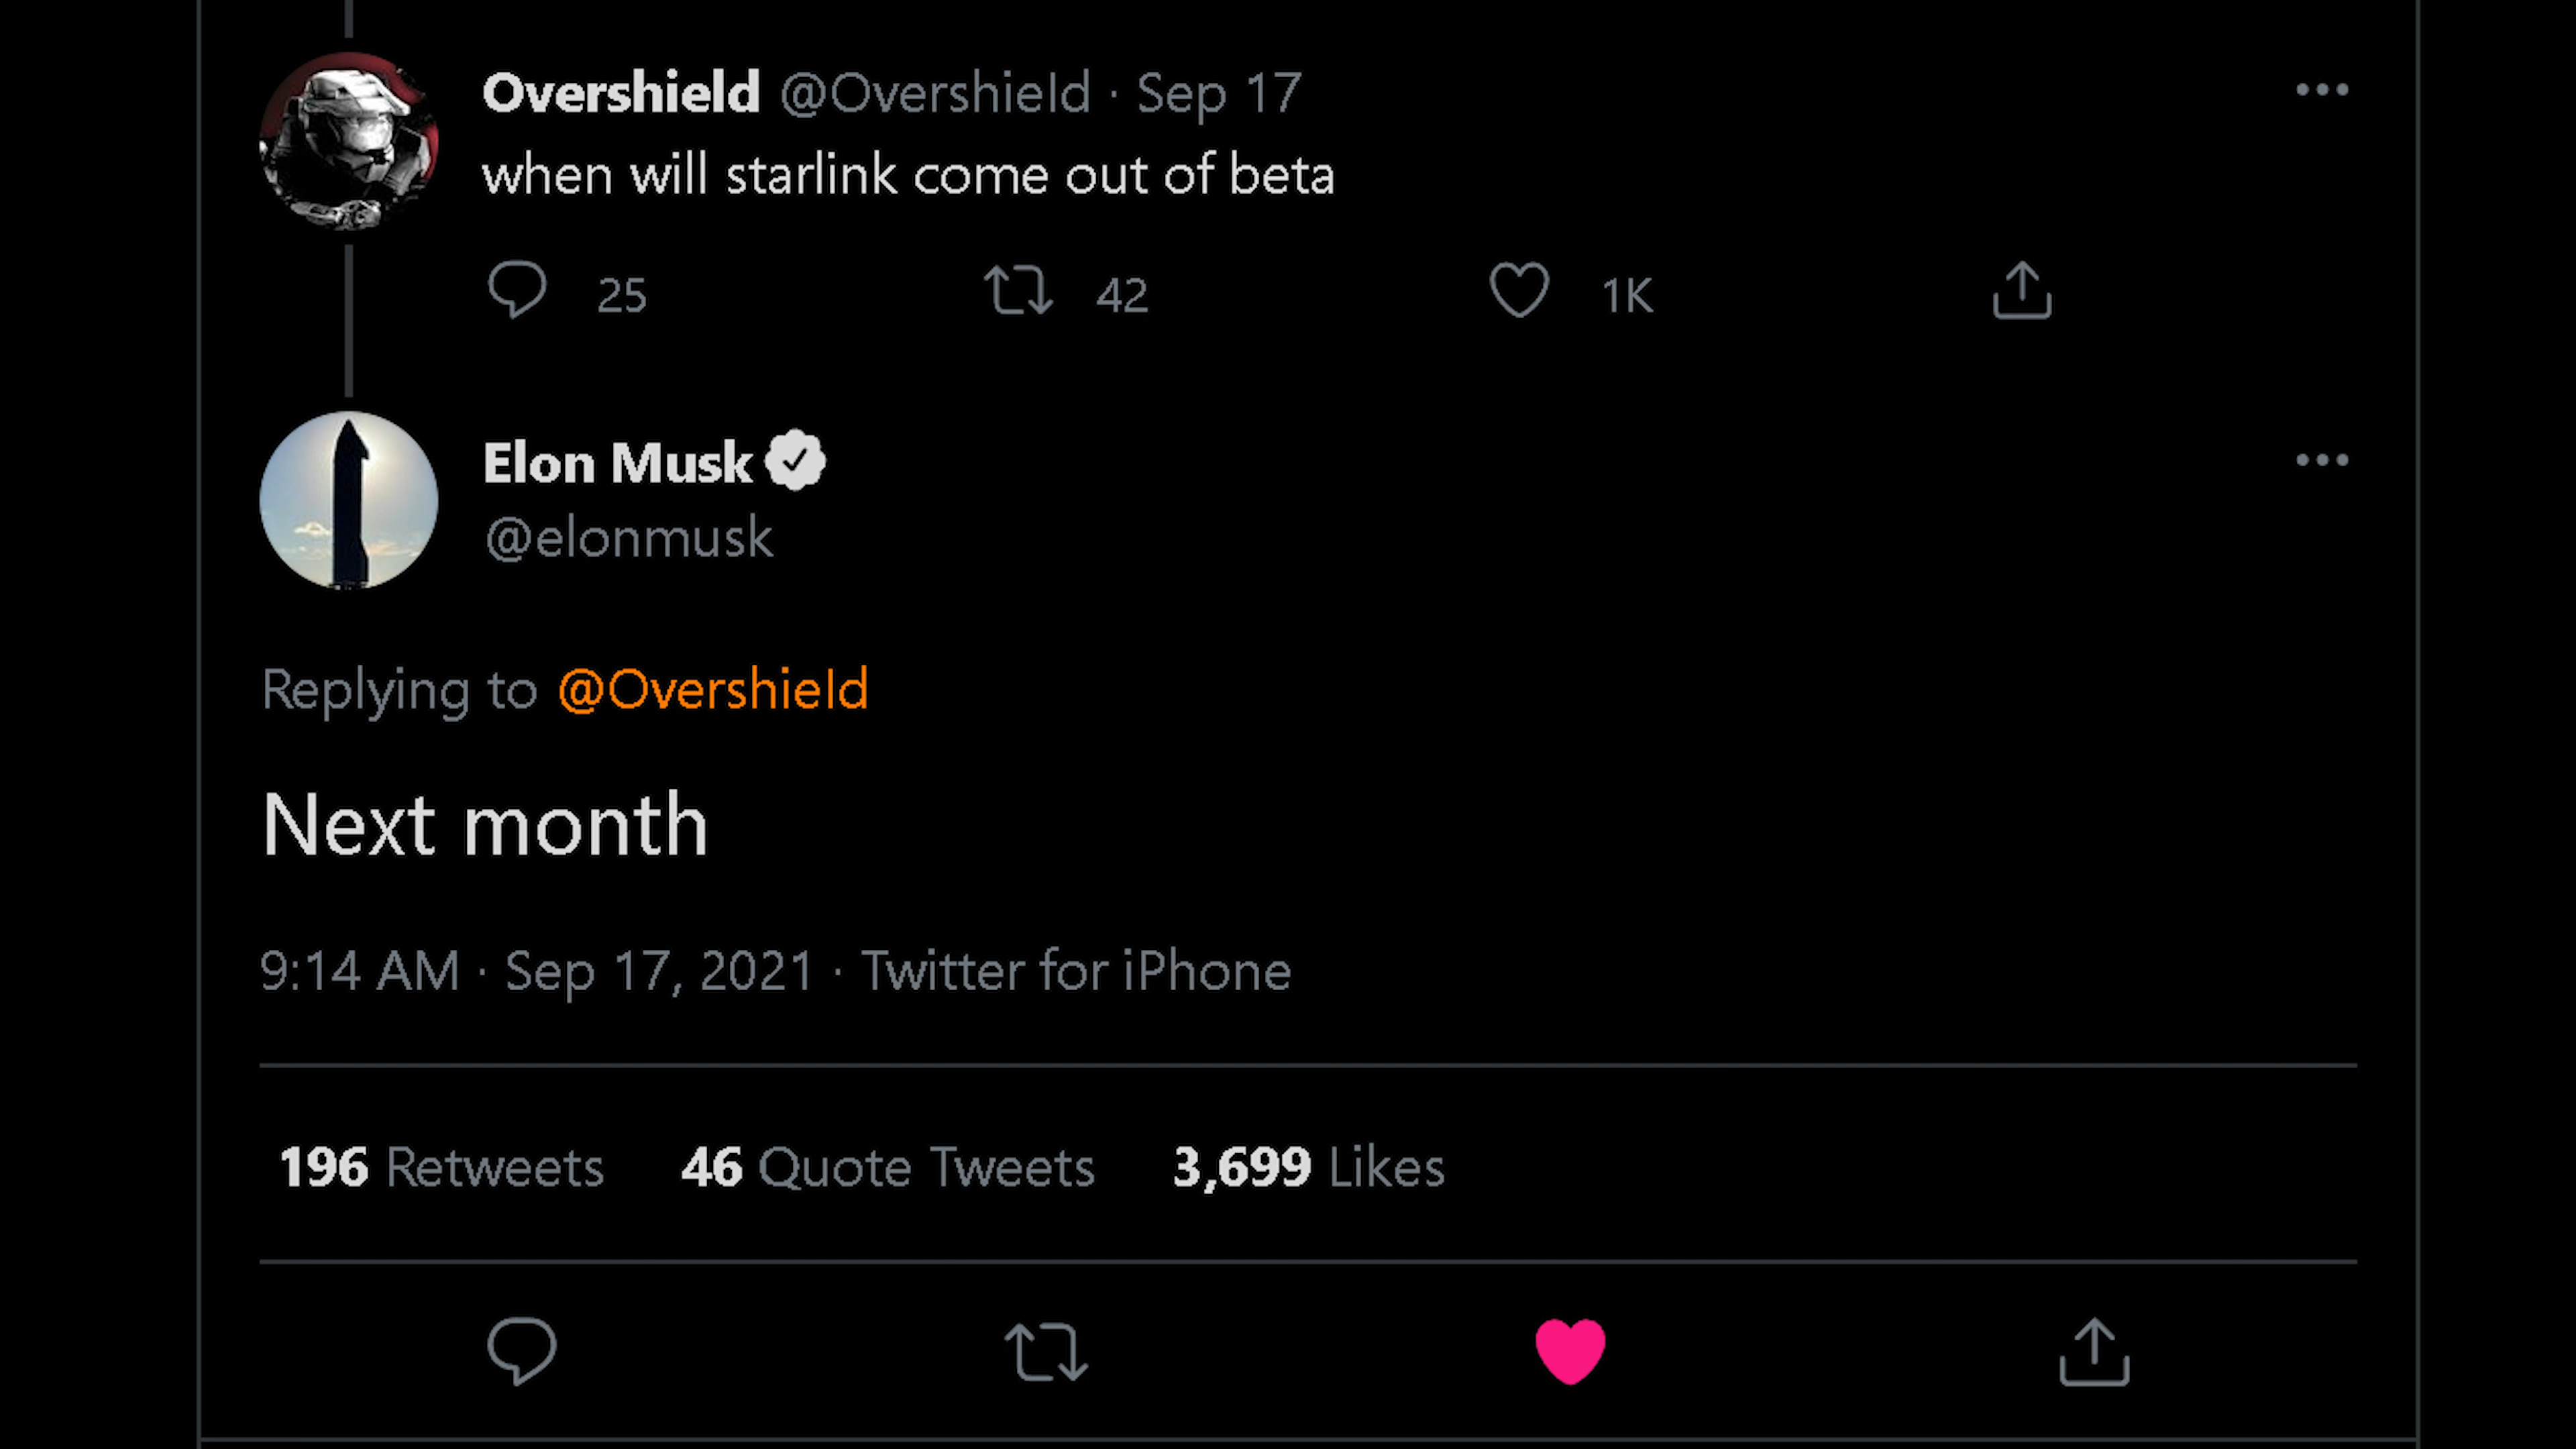 Overshield @Overshield · Sep 17
when will starlink come out of beta
25 42 1K
Elon Musk
@elonmusk
Replying to @Overshield
Next month
9:14 AM · Sep 17, 2021 · Twitter for iPhone
196 Retweets 46 Quote Tweets 3,699 Likes